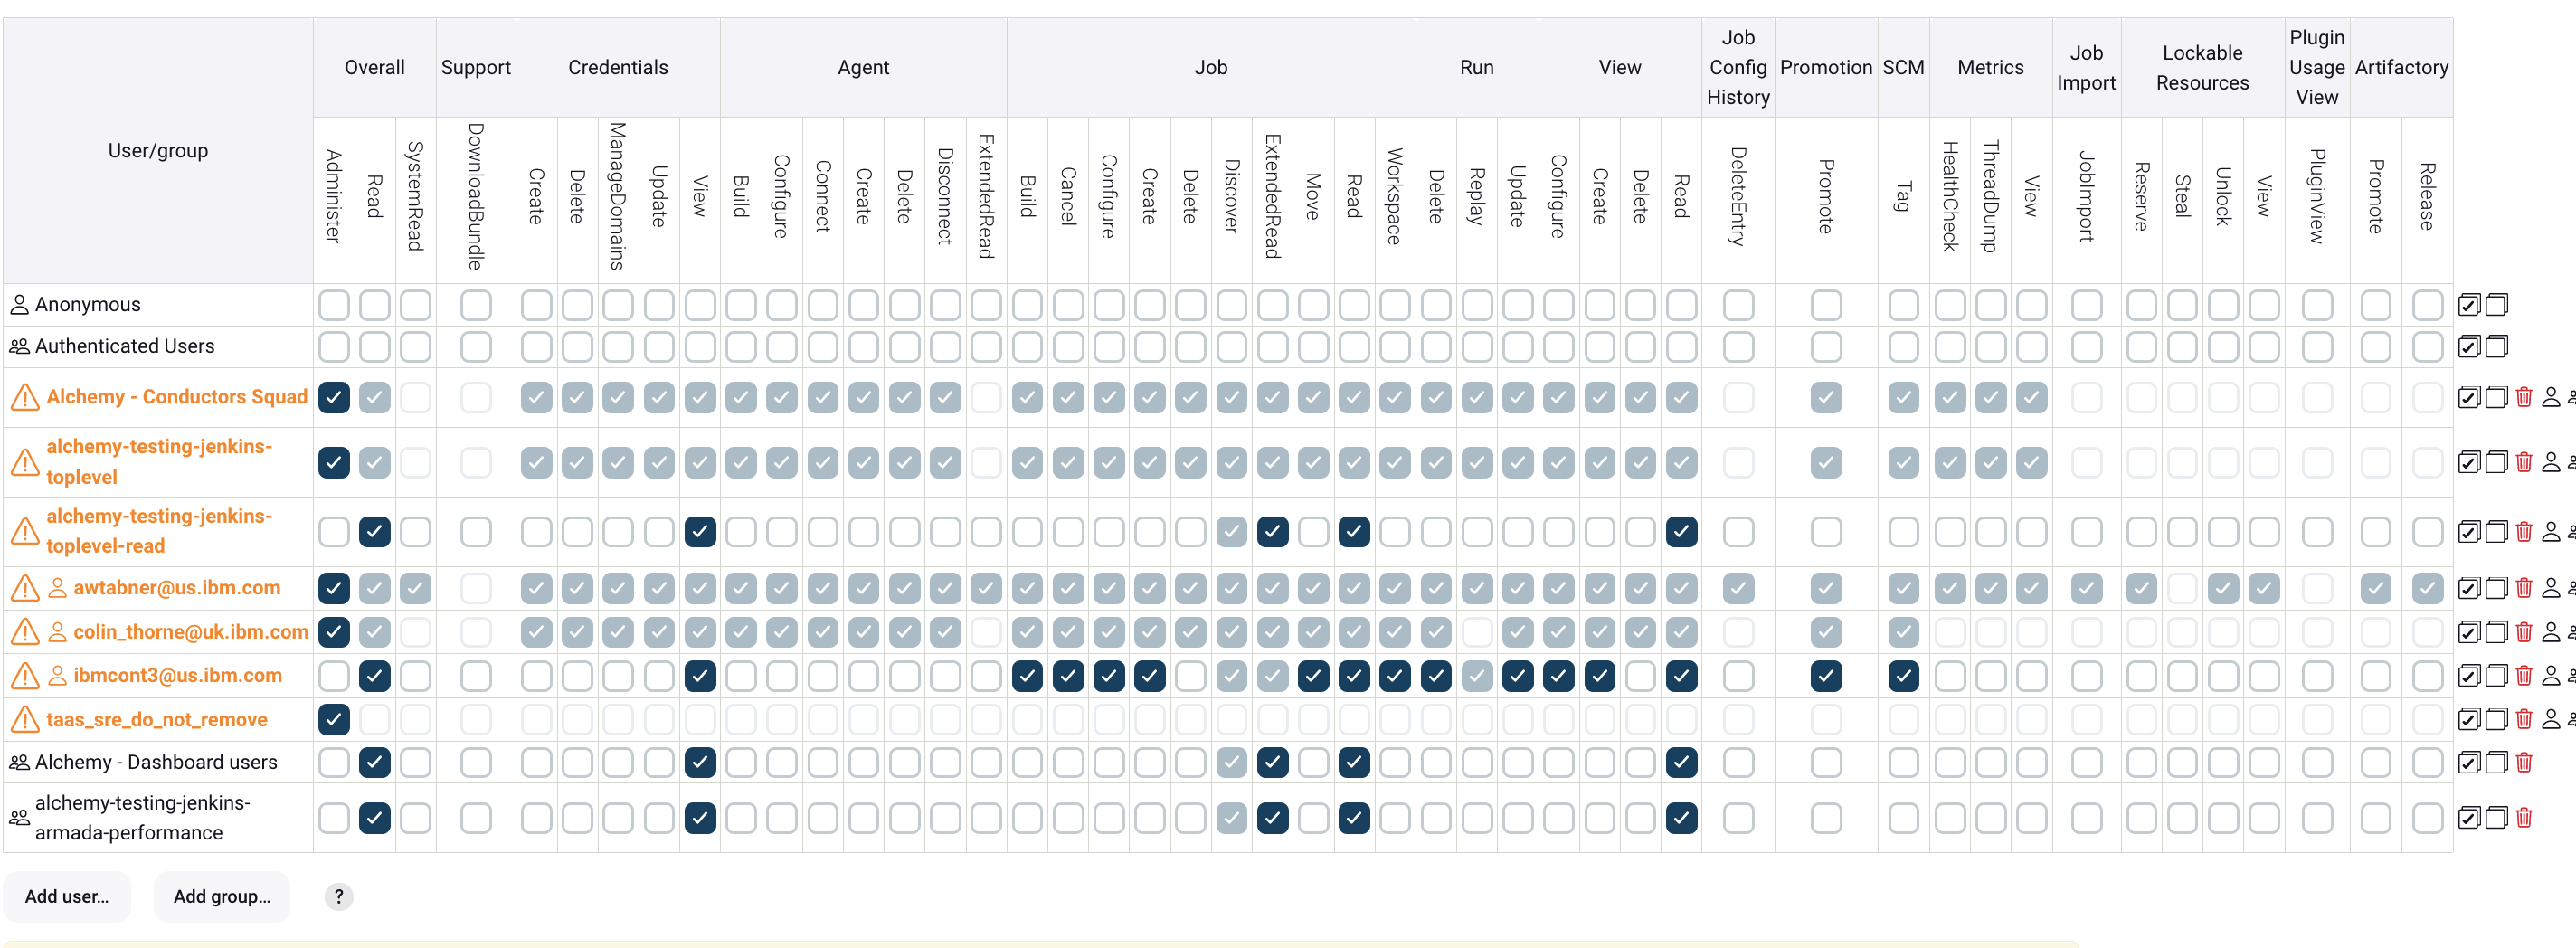 User/group
Overall
Support
Credentials
Agent
Job
Run
View
Job
Config
History
Promotion
SCM
Metrics
Job
Import
Lockable
Resources
Plugin
Usage
View
Artifactory
Administer
Read
SystemRead
DownloadBundle
Create
Delete
ManageDomains
Update
View
Build
Configure
Connect
Create
Delete
Disconnect
ExtendedRead
Build
Cancel
Configure
Create
Delete
Discover
ExtendedRead
Move
Read
Workspace
Delete
Replay
Update
Configure
Create
Delete
Read
DeleteEntry
Promote
Tag
HealthCheck
ThreadDump
View
JobImport
Reserve
Steal
Unlock
View
PluginView
Promote
Release
Anonymous
Authenticated Users
Alchemy - Conductors Squad
alchemy-testing-jenkins-
toplevel
alchemy-testing-jenkins-
toplevel-read
awtabner@us.ibm.com
colin_thorne@uk.ibm.com
ibmcont3@us.ibm.com
taas_sre_do_not_remove
Alchemy - Dashboard users
alchemy-testing-jenkins-
armada-performance
Add user...
Add group...
?